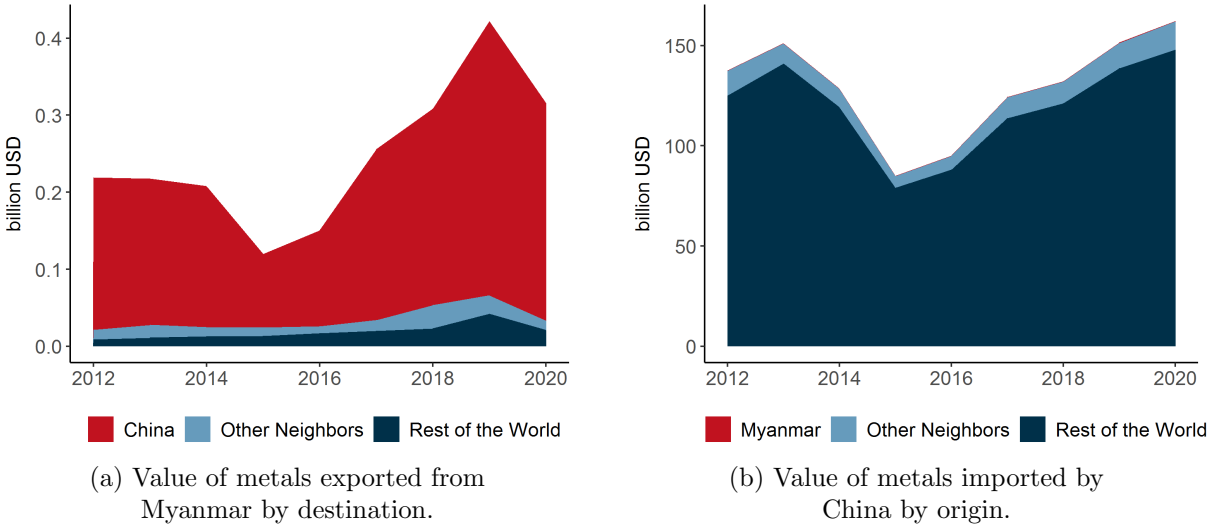 0.4
0.3
0.2
0.1
0.0
billion USD
2012 2014 2016 2018 2020
China Other Neighbors Rest of the World
(a) Value of metals exported from
Myanmar by destination.
150
100
50
0
billion USD
2012 2014 2016 2018 2020
Myanmar Other Neighbors Rest of the World
(b) Value of metals imported by
China by origin.